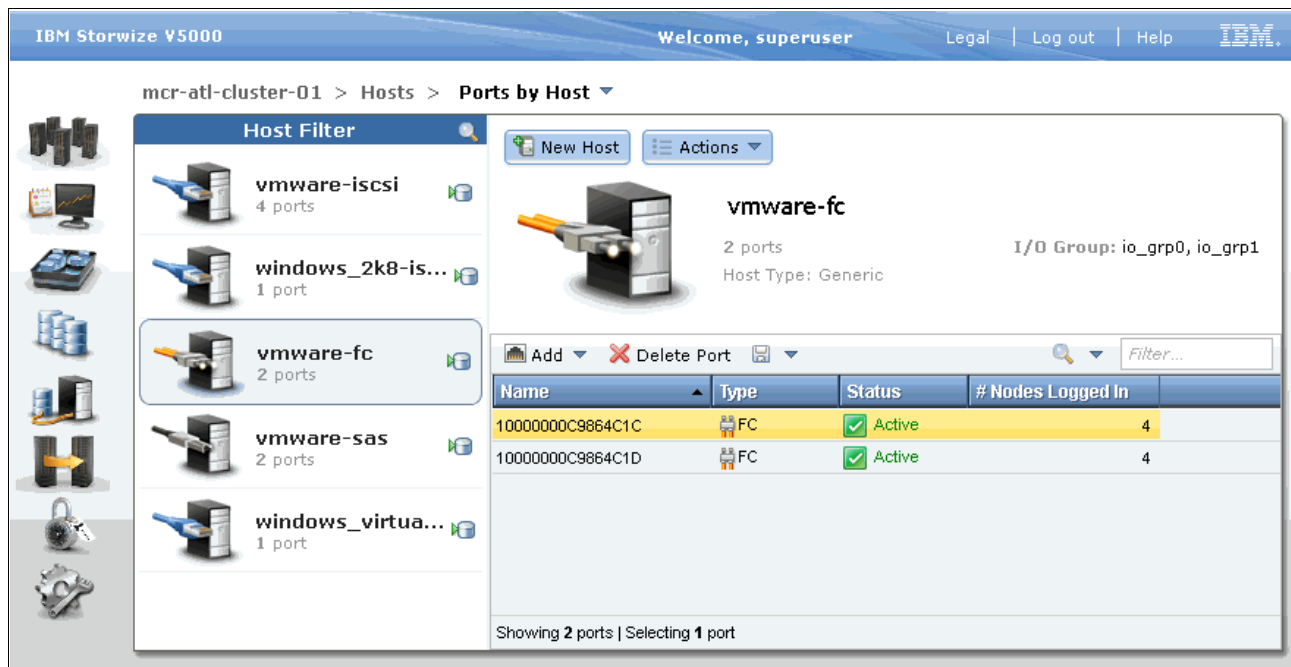 IBM Storwize V5000
Welcome, superuser
Legal | Log out | Help
IBM.
mcr-atl-cluster-01 > Hosts > Ports by Host
Host Filter
vmware-iscsi
4 ports
windows_2k8-is...
1 port
vmware-fc
2 ports
vmware-sas
2 ports
windows_virtua...
1 port
New Host
Actions
vmware-fc
2 ports
I/O Group: io_grp0, io_grp1
Host Type: Generic
Add
Delete Port
Filter...
Name Type Status # Nodes Logged In
10000000C9864C1C FC Active 4
10000000C9864C1D FC Active 4
Showing 2 ports | Selecting 1 port